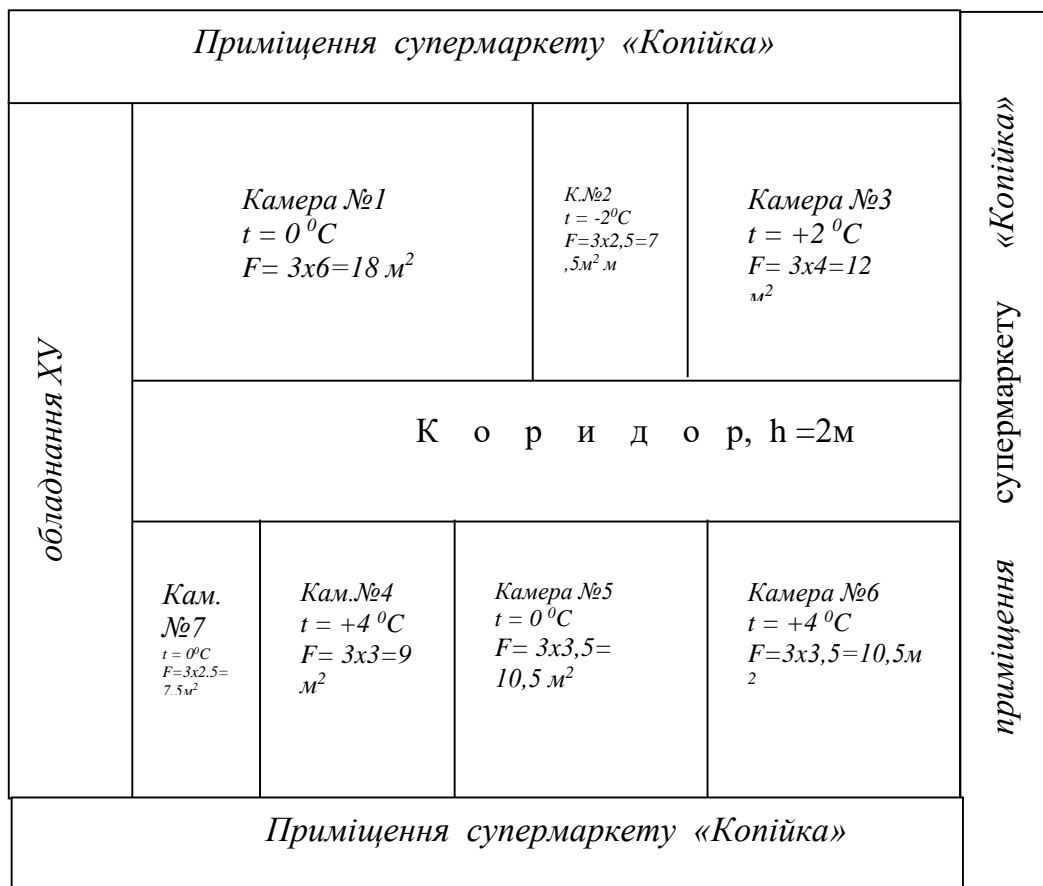 Приміщення супермаркету «Копійка»
Камера №1
t = 0 ⁰C
F= 3x6=18 м²
К.№2
t = -2⁰C
F=3x2,5=7
,5м² м
Камера №3
t = +2 ⁰C
F= 3x4=12
м²
приміщення супермаркету «Копійка»
обладнання ХУ
К о р и д о р, h =2м
Кам.
№7
t = 0⁰C
F=3x2.5=
7.5м²
Кам.№4
t = +4 ⁰C
F= 3x3=9
м²
Камера №5
t = 0 ⁰C
F= 3x3,5=
10,5 м²
Камера №6
t = +4 ⁰C
F=3x3,5=10,5м
2
Приміщення супермаркету «Копійка»